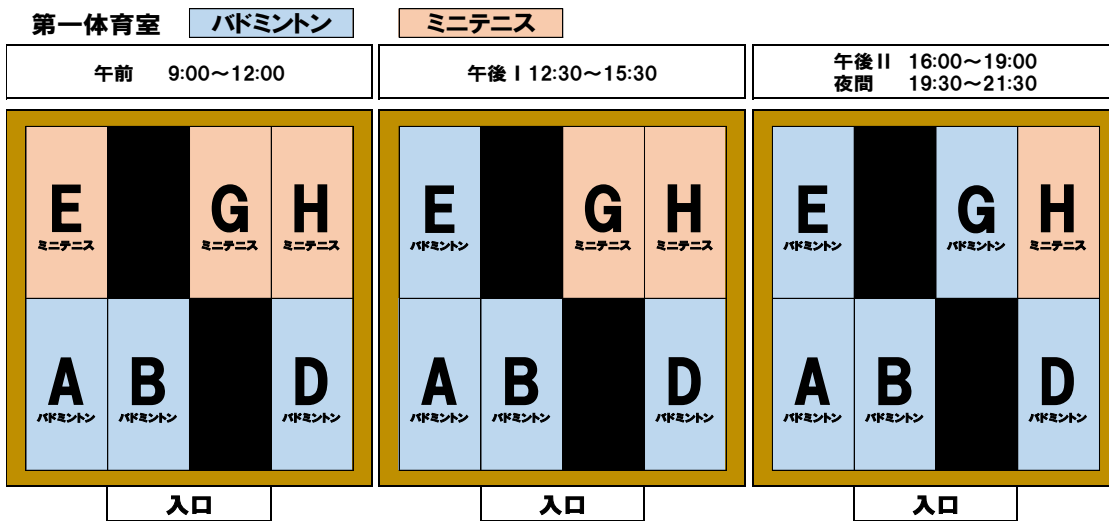 第一体育室 バドミントン ミニテニス
午前 9:00～12:00
午後Ⅰ 12:30～15:30
午後Ⅱ 16:00～19:00
夜間 19:30～21:30
E G H
ミニテニス ミニテニス ミニテニス
A B D
バドミントン バドミントン バドミントン
入口
E G H
バドミントン ミニテニス ミニテニス
A B D
バドミントン バドミントン バドミントン
入口
E G H
バドミントン バドミントン ミニテニス
A B D
バドミントン バドミントン バドミントン
入口